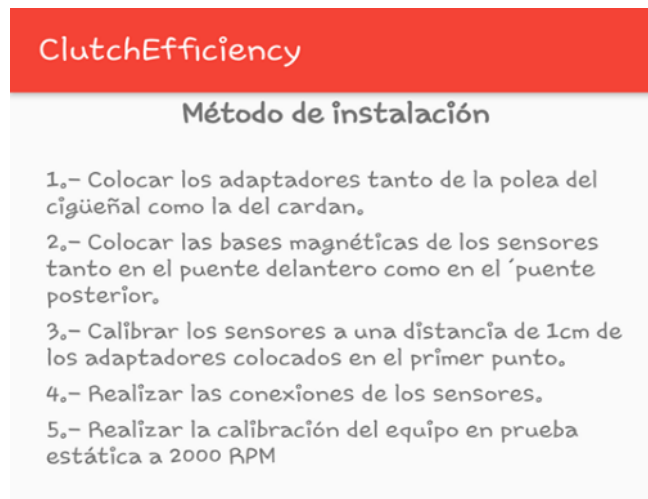 ClutchEfficiency
Método de instalación
1.- Colocar los adaptadores tanto de la polea del
cigüeñal como la del cardan.
2.- Colocar las bases magnéticas de los sensores
tanto en el puente delantero como en el ´puente
posterior.
3.- Calibrar los sensores a una distancia de 1cm de
los adaptadores colocados en el primer punto.
4.- Realizar las conexiones de los sensores.
5.- Realizar la calibración del equipo en prueba
estática a 2000 RPM